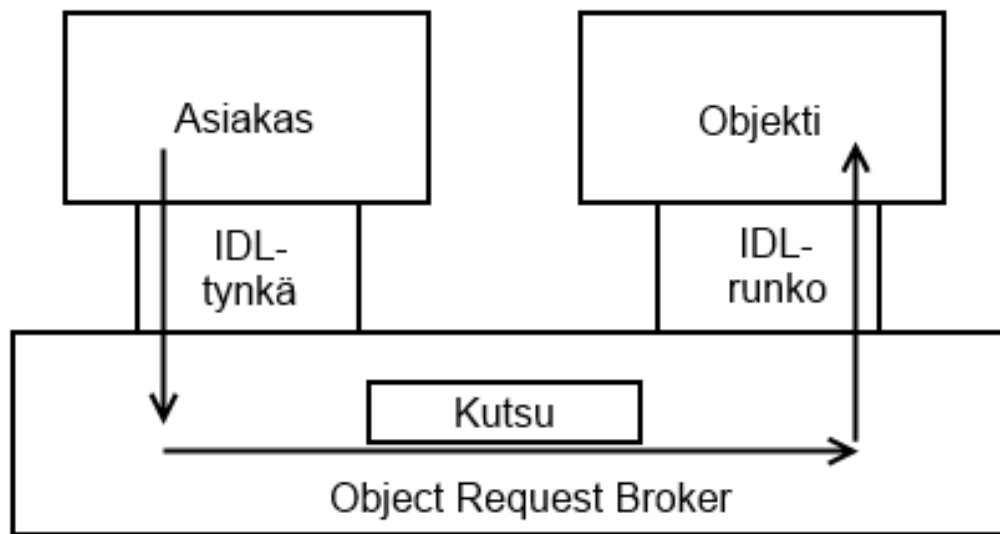 Asiakas
Objekti
IDL-
tynkä
IDL-
runko
Kutsu
Object Request Broker